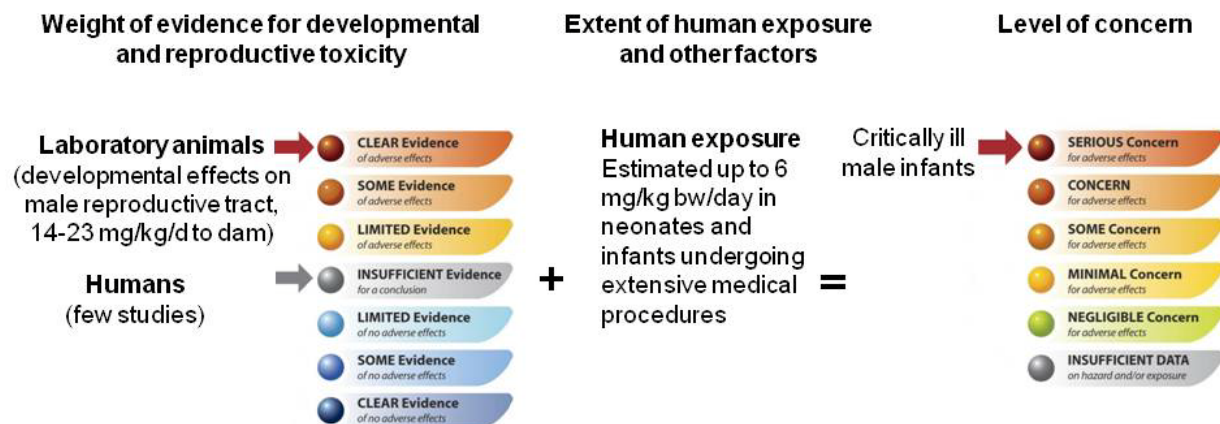 Weight of evidence for developmental
and reproductive toxicity
Extent of human exposure
and other factors
Level of concern
Laboratory animals
(developmental effects on
male reproductive tract,
14-23 mg/kg/d to dam)
Humans
(few studies)
CLEAR Evidence
of adverse effects
SOME Evidence
of adverse effects
LIMITED Evidence
of adverse effects
INSUFFICIENT Evidence
for a conclusion
LIMITED Evidence
of no adverse effects
SOME Evidence
of no adverse effects
CLEAR Evidence
of no adverse effects
+
Human exposure
Estimated up to 6
mg/kg bw/day in
neonates and
infants undergoing
extensive medical
procedures
=
Critically ill
male infants
SERIOUS Concern
for adverse effects
CONCERN
for adverse effects
SOME Concern
for adverse effects
MINIMAL Concern
for adverse effects
NEGLIGIBLE Concern
for adverse effects
INSUFFICIENT DATA
on hazard and/or exposure